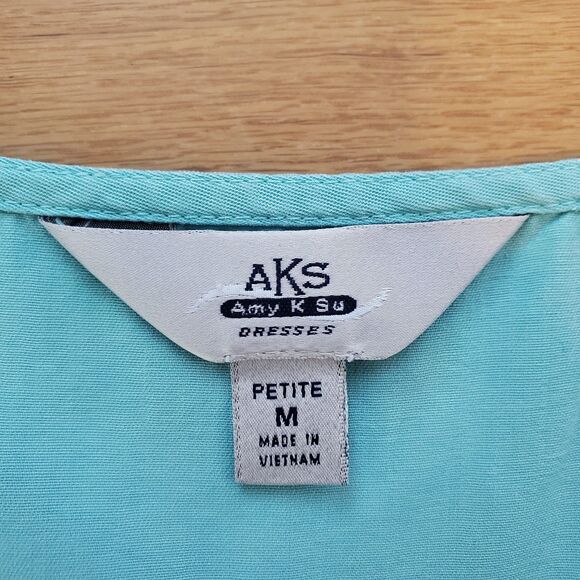 AKS
Amy K Su
DRESSES
PETITE
M
MADE IN
VIETNAM